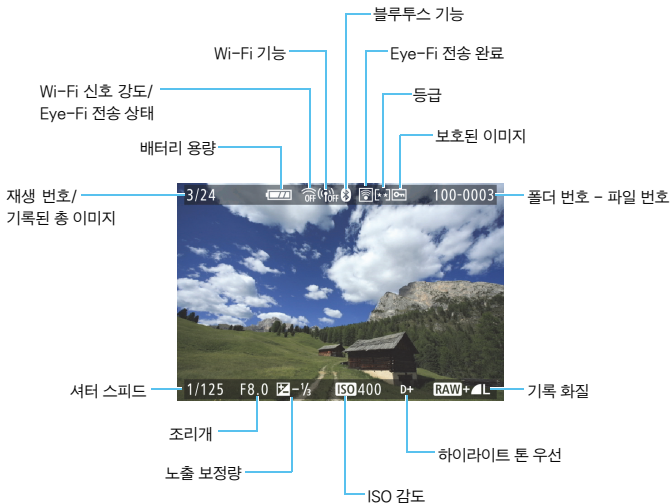 블루투스 기능
Wi-Fi 기능
Eye-Fi 전송 완료
Wi-Fi 신호 강도/
Eye-Fi 전송 상태
등급
배터리 용량
보호된 이미지
재생 번호/
기록된 총 이미지
3/24 OFF OFF 100-0003
폴더 번호 - 파일 번호
셔터 스피드
1/125 F8.0 -⅓ ISO 400 D+ RAW+L
기록 화질
조리개
하이라이트 톤 우선
노출 보정량
ISO 감도